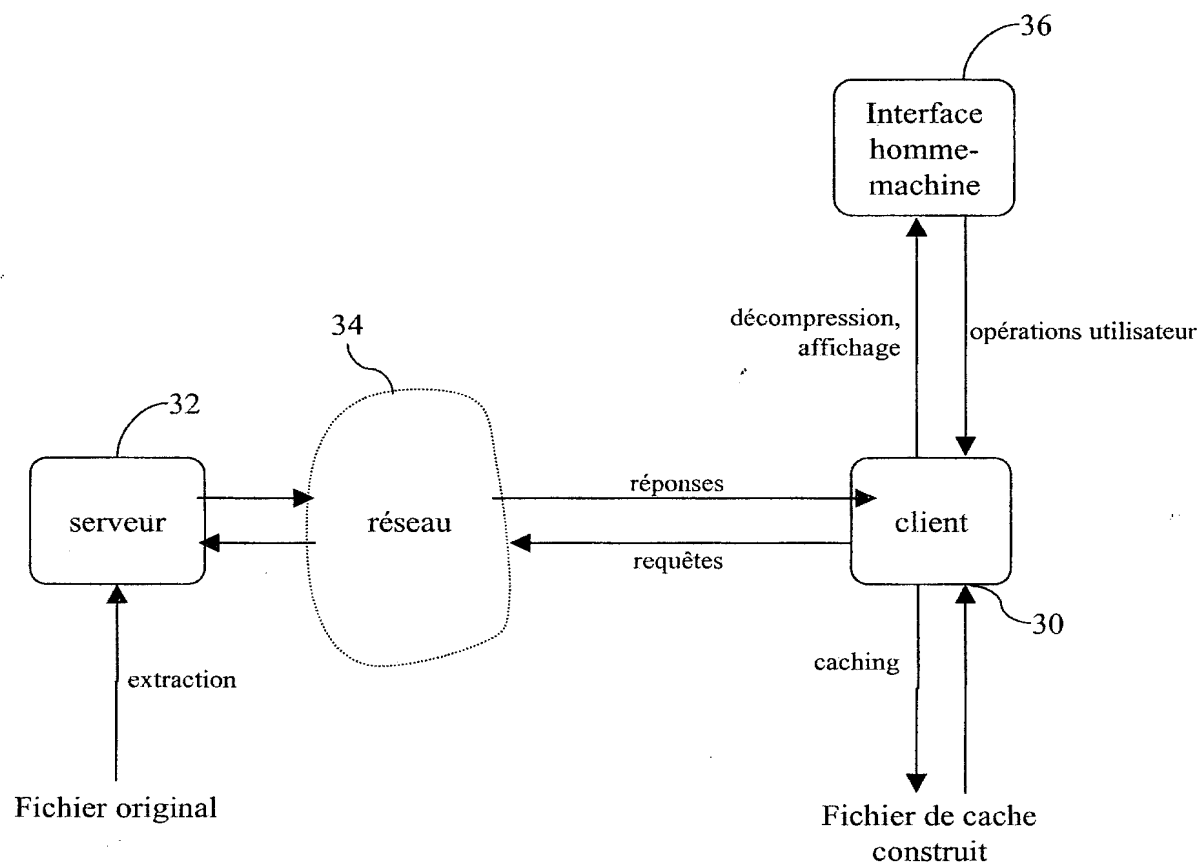 36
Interface
homme-
machine
décompression,
affichage
opérations utilisateur
34
32
serveur
réseau
réponses
requêtes
client
30
extraction
caching
Fichier original
Fichier de cache
construit